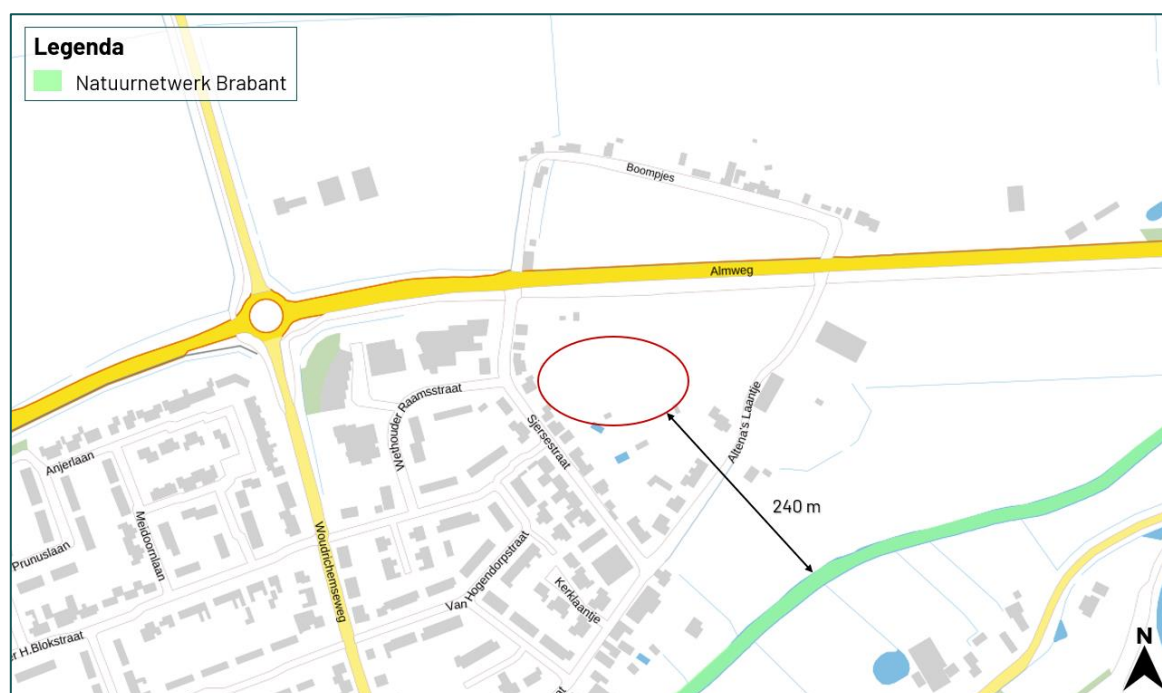 Legenda
Natuurnetwerk Brabant
Boompjes
Almweg
Wethouder Raamsstraat
Sjersestraat
Altena's Laantje
Anjerlaan
Meidoornlaan
Prunuslaan
Woudrichemseweg
240 m
Van Hogendorpstraat
Kerklaantje
er H.Blokstraat
N